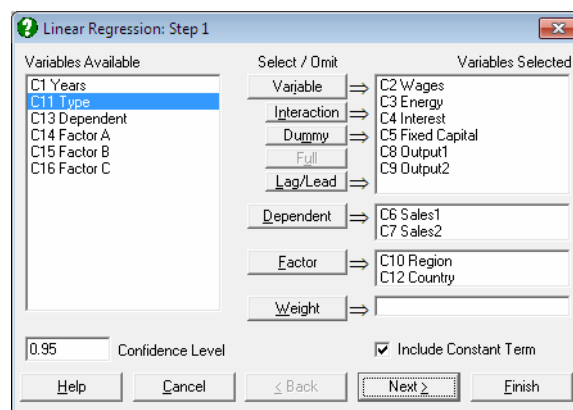 Linear Regression: Step 1
Variables Available
Select / Omit
Variables Selected
C1 Years
C11 Type
C13 Dependent
C14 Factor A
C15 Factor B
C16 Factor C
Variable
Interaction
Dummy
Full
Lag/Lead
C2 Wages
C3 Energy
C4 Interest
C5 Fixed Capital
C8 Output1
C9 Output2
Dependent
C6 Sales1
C7 Sales2
Factor
C10 Region
C12 Country
Weight
0.95 Confidence Level
Include Constant Term
Help
Cancel
< Back
Next >
Finish